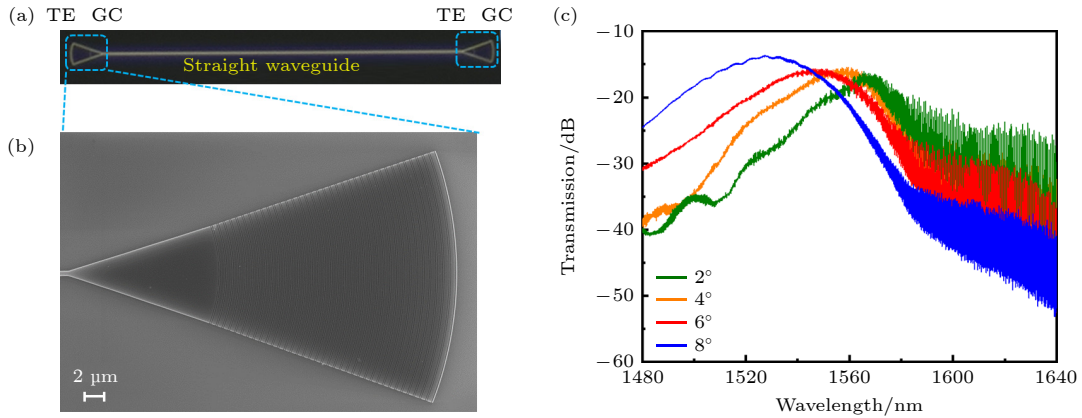 (a)
TE GC
TE GC
Straight waveguide
(b)
2 µm
(c)
Transmission/dB
−10
−20
−30
−40
−50
−60
2°
4°
6°
8°
1480
1520
1560
1600
1640
Wavelength/nm